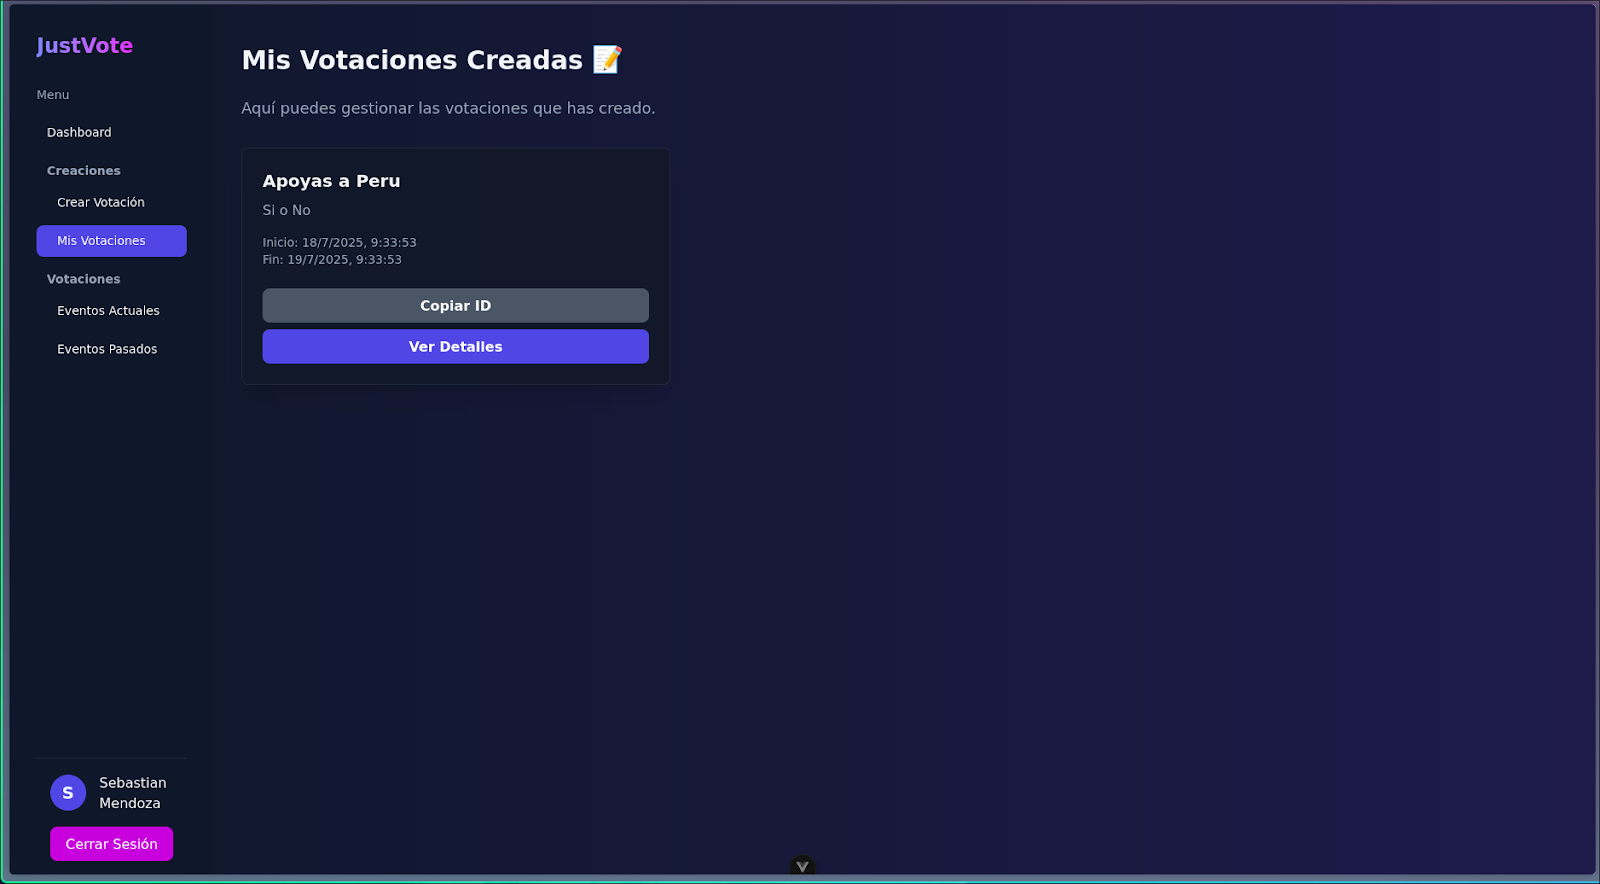 JustVote
Menu
Dashboard
Creaciones
Crear Votación
Mis Votaciones
Votaciones
Eventos Actuales
Eventos Pasados
S
Sebastian
Mendoza
Cerrar Sesión
Mis Votaciones Creadas 📝
Aquí puedes gestionar las votaciones que has creado.
Apoyas a Peru
Si o No
Inicio: 18/7/2025, 9:33:53
Fin: 19/7/2025, 9:33:53
Copiar ID
Ver Detalles